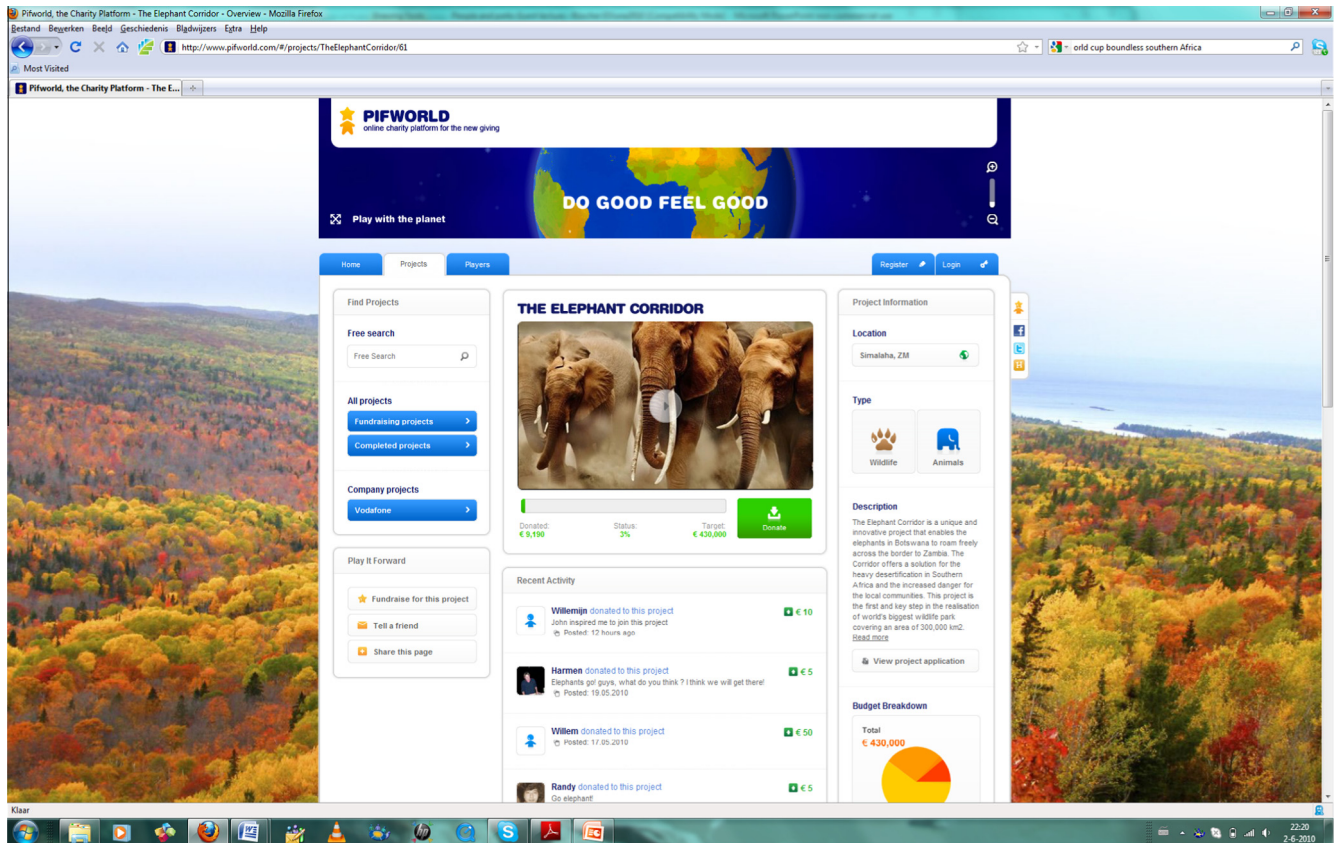 Pifworld, the Charity Platform - The Elephant Corridor - Overview - Mozilla Firefox
Bestand Bewerken Beeld Geschiedenis Bladwijzers Extra Help
http://www.pifworld.com/#/projects/TheElephantCorridor/61
orld cup boundless southern Africa
Most Visited
Pifworld, the Charity Platform - The E...
PIFWORLD
online charity platform for the new giving
DO GOOD FEEL GOOD
Play with the planet
Home Projects Players Register Login
Find Projects
Free search
Free Search
All projects
Fundraising projects
Completed projects
Company projects
Vodafone
Play It Forward
Fundraise for this project
Tell a friend
Share this page
THE ELEPHANT CORRIDOR
Donated: Status: Target:
€ 9,190 3% € 430,000
Donate
Recent Activity
Willemijn donated to this project € 10
John inspired me to join this project
Posted: 12 hours ago
Harmen donated to this project € 5
Elephants go! guys, what do you think ? I think we will get there!
Posted: 19.05.2010
Willem donated to this project € 50
Posted: 17.05.2010
Randy donated to this project € 5
Go elephant!
Project Information
Location
Simalaha, ZM
Type
Wildlife Animals
Description
The Elephant Corridor is a unique and
innovative project that enables the
elephants in Botswana to roam freely
across the border to Zambia. The
Corridor offers a solution for the
heavy desertification in Southern
Africa and the increased danger for
the local communities. This project is
the first and key step in the realisation
of world's biggest wildlife park
covering an area of 300,000 km2.
Read more
View project application
Budget Breakdown
Total
€ 430,000
Klaar
22:20
2-6-2010